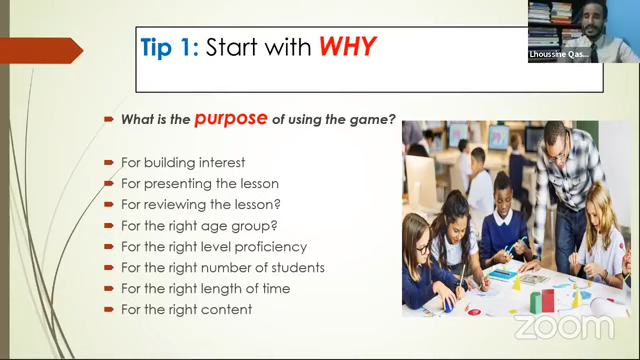 Tip 1: Start with WHY
Lhoussine Qas...
What is the purpose of using the game?
For building interest
For presenting the lesson
For reviewing the lesson?
For the right age group?
For the right level proficiency
For the right number of students
For the right length of time
For the right content
zoom